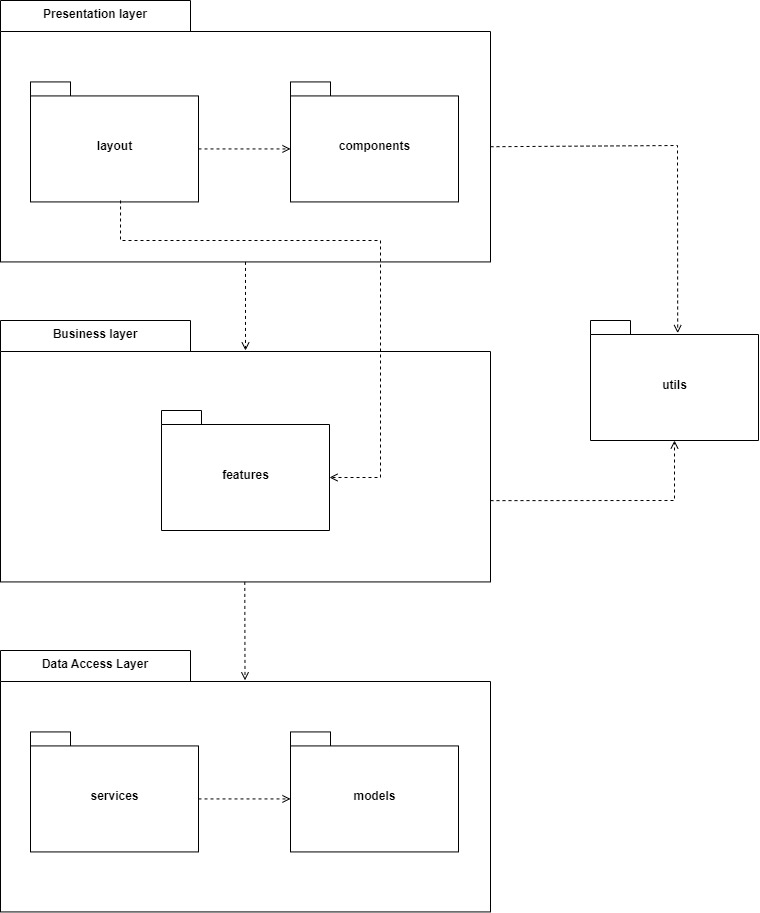 Presentation layer
layout
components
Business layer
utils
features
Data Access Layer
services
models